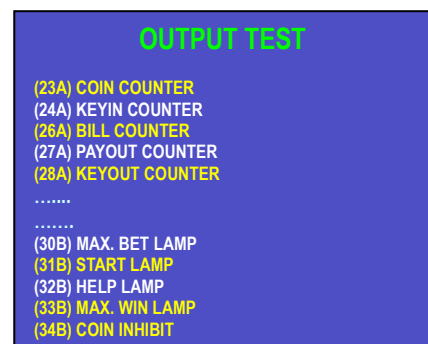 OUTPUT TEST
(23A) COIN COUNTER
(24A) KEYIN COUNTER
(26A) BILL COUNTER
(27A) PAYOUT COUNTER
(28A) KEYOUT COUNTER
…....
…….
(30B) MAX. BET LAMP
(31B) START LAMP
(32B) HELP LAMP
(33B) MAX. WIN LAMP
(34B) COIN INHIBIT